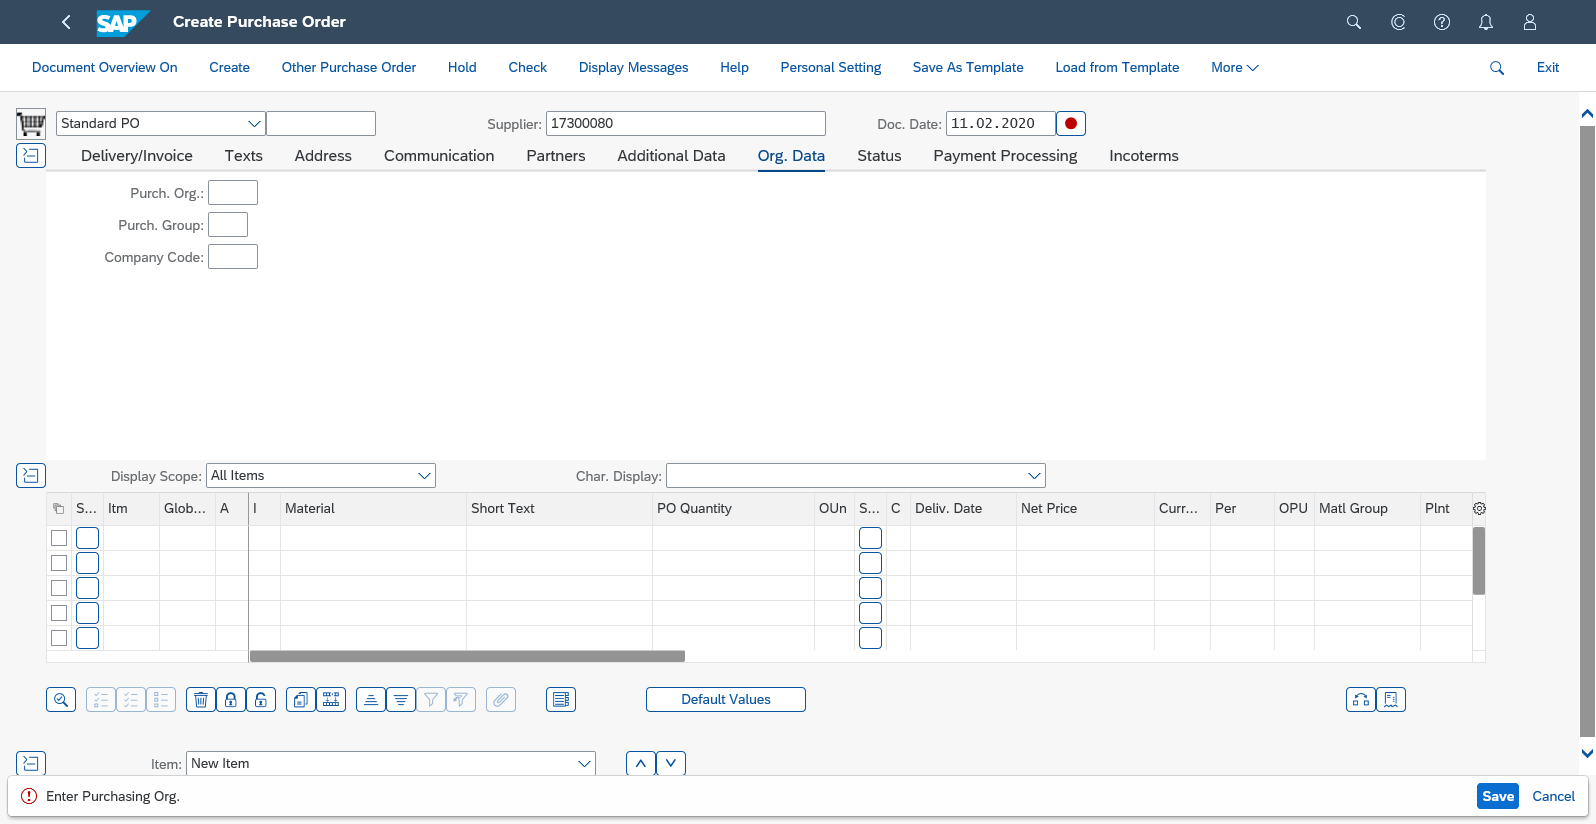 SAP Create Purchase Order
Document Overview On Create Other Purchase Order Hold Check Display Messages Help Personal Setting Save As Template Load from Template More Exit
Standard PO Supplier: 17300080 Doc. Date: 11.02.2020
Delivery/Invoice Texts Address Communication Partners Additional Data Org. Data Status Payment Processing Incoterms
Purch. Org.:
Purch. Group:
Company Code:
Display Scope: All Items Char. Display:
S... Itm Glob... A I Material Short Text PO Quantity OUn S... C Deliv. Date Net Price Curr... Per OPU Matl Group Plnt
Default Values
Item: New Item
Enter Purchasing Org. Save Cancel